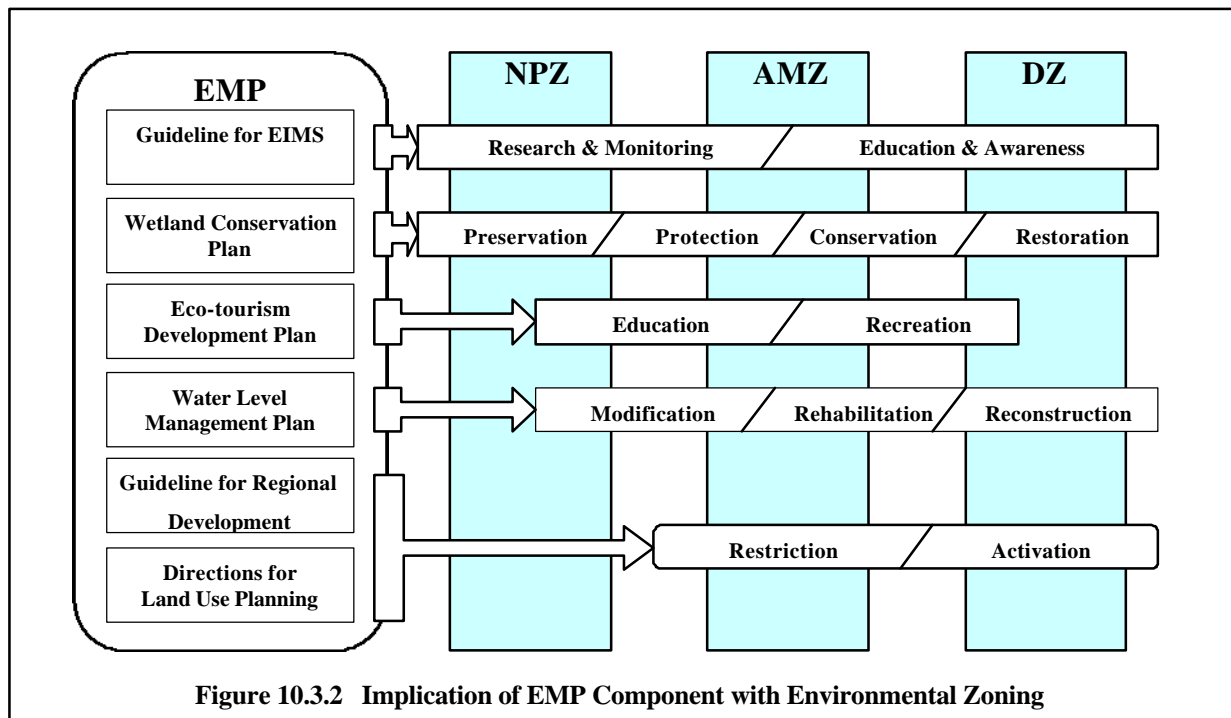 EMP
NPZ
AMZ
DZ
Guideline for EIMS
Research & Monitoring
Education & Awareness
Wetland Conservation
Plan
Preservation
Protection
Conservation
Restoration
Eco-tourism
Development Plan
Education
Recreation
Water Level
Management Plan
Modification
Rehabilitation
Reconstruction
Guideline for Regional
Development
Directions for
Land Use Planning
Restriction
Activation
Figure 10.3.2 Implication of EMP Component with Environmental Zoning